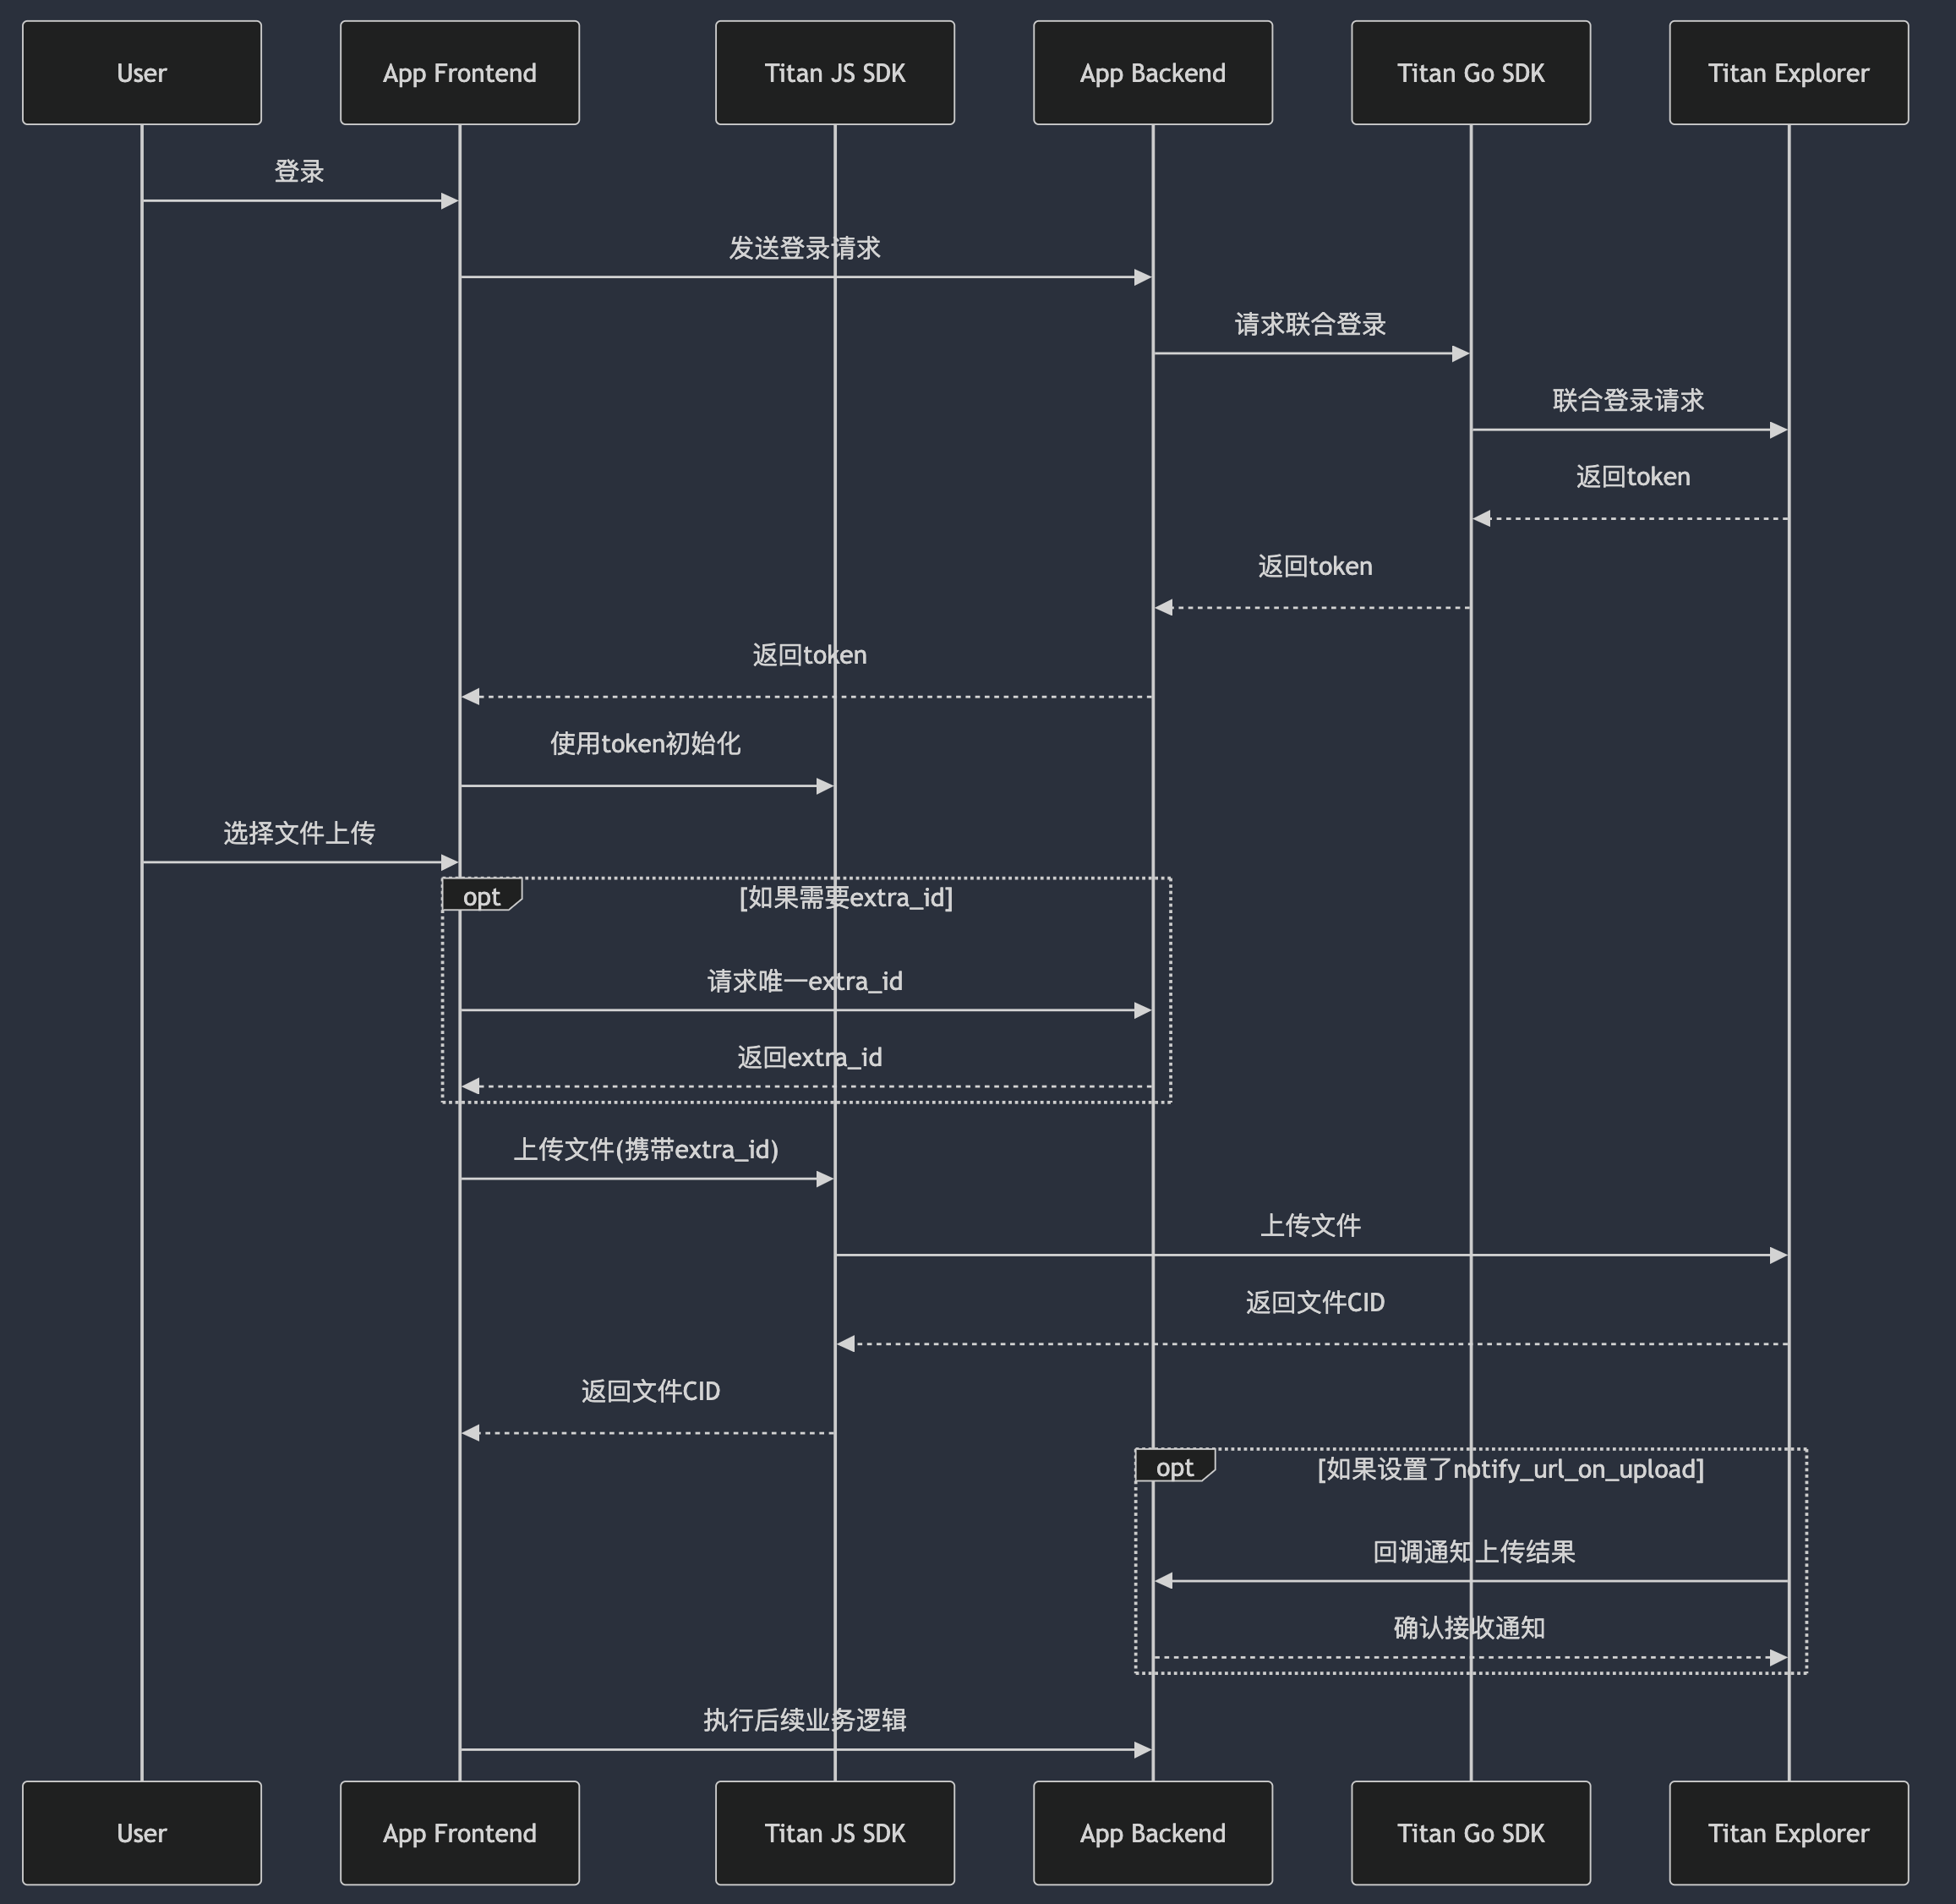 User
App Frontend
Titan JS SDK
App Backend
Titan Go SDK
Titan Explorer
登录
发送登录请求
请求联合登录
联合登录请求
返回token
返回token
返回token
使用token初始化
选择文件上传
opt
[如果需要extra_id]
请求唯一extra_id
返回extra_id
上传文件(携带extra_id)
上传文件
返回文件CID
返回文件CID
opt
[如果设置了notify_url_on_upload]
回调通知上传结果
确认接收通知
执行后续业务逻辑
User
App Frontend
Titan JS SDK
App Backend
Titan Go SDK
Titan Explorer